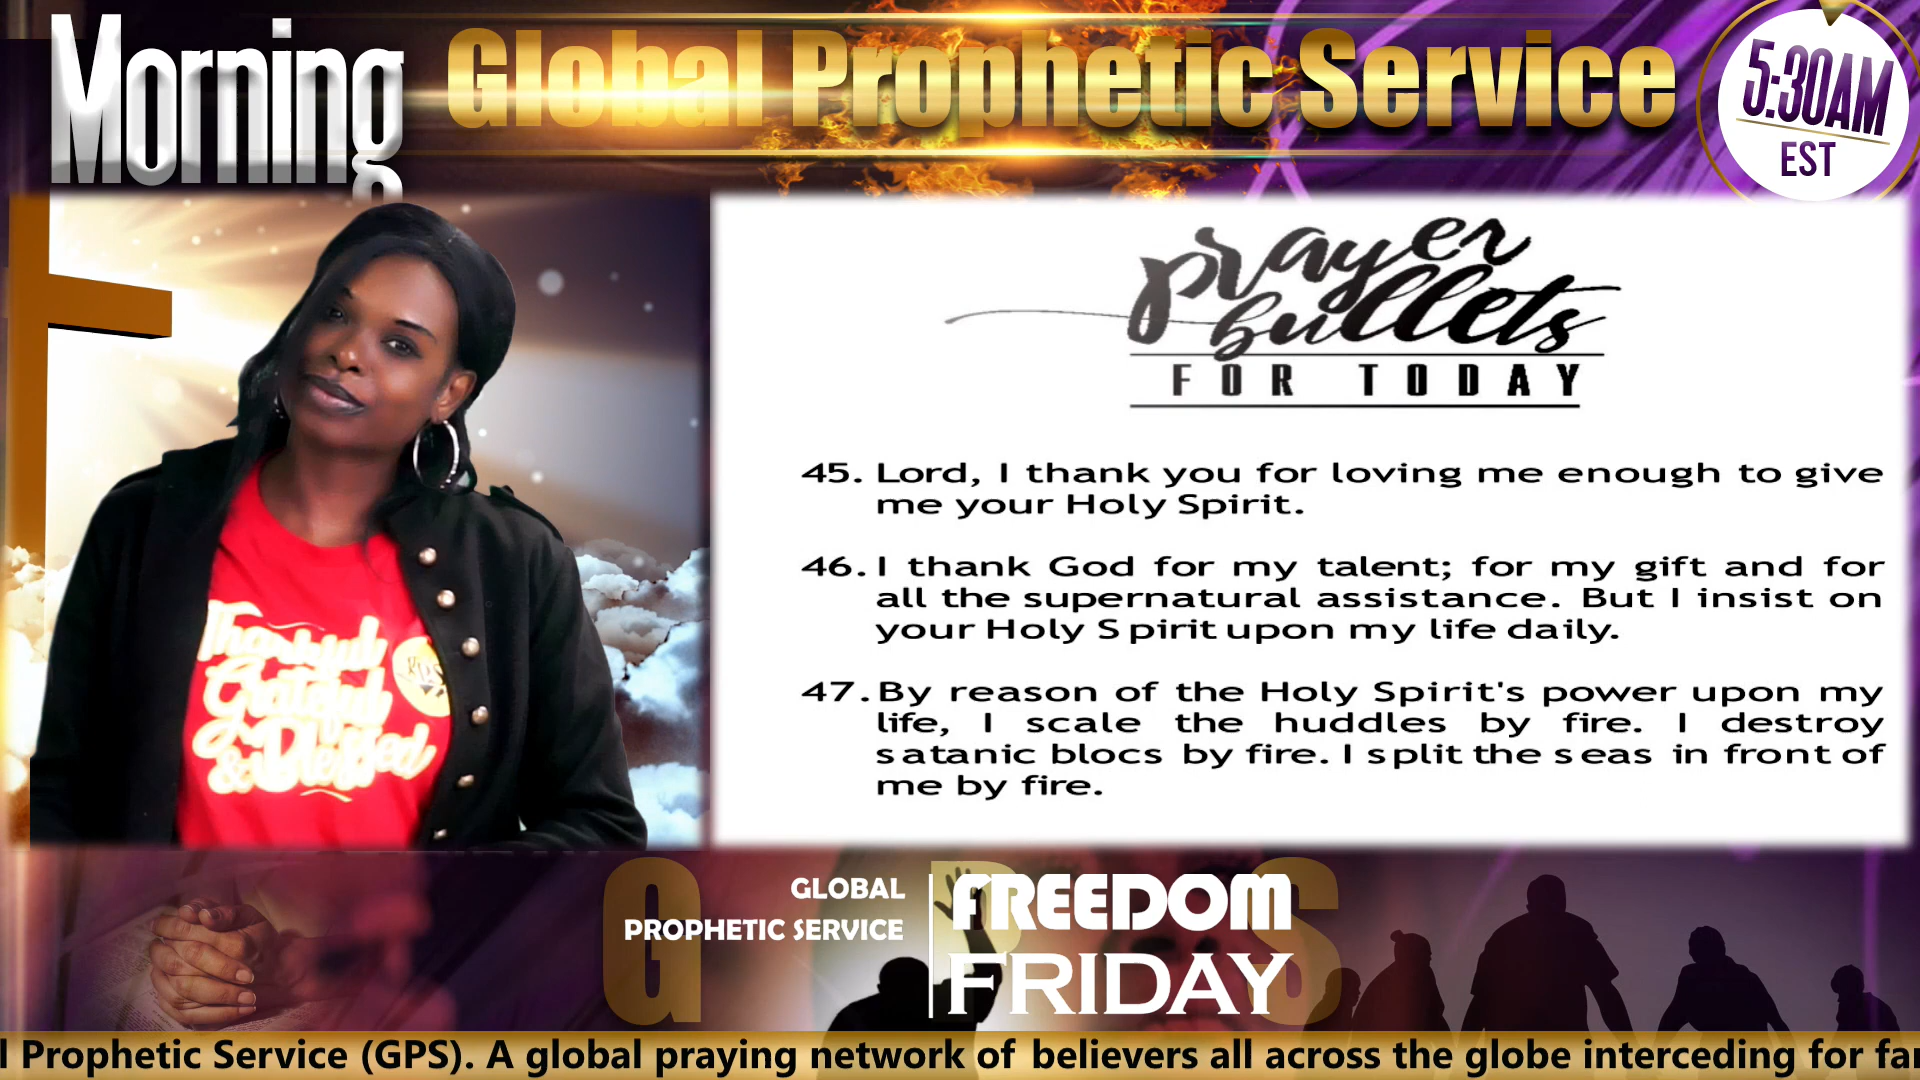 Morning
Global Prophetic Service
5:30AM
EST
prayer
bullets
FOR TODAY
45. Lord, I thank you for loving me enough to give
me your Holy Spirit.
46. I thank God for my talent; for my gift and for
all the supernatural assistance. But I insist on
your Holy Spirit upon my life daily.
47. By reason of the Holy Spirit's power upon my
life, I scale the huddles by fire. I destroy
satanic blocs by fire. I split the seas in front of
me by fire.
Thankful
Grateful
& Blessed
GPS
G P S
GLOBAL
PROPHETIC SERVICE
FREEDOM
FRIDAY
l Prophetic Service (GPS). A global praying network of believers all across the globe interceding for fa